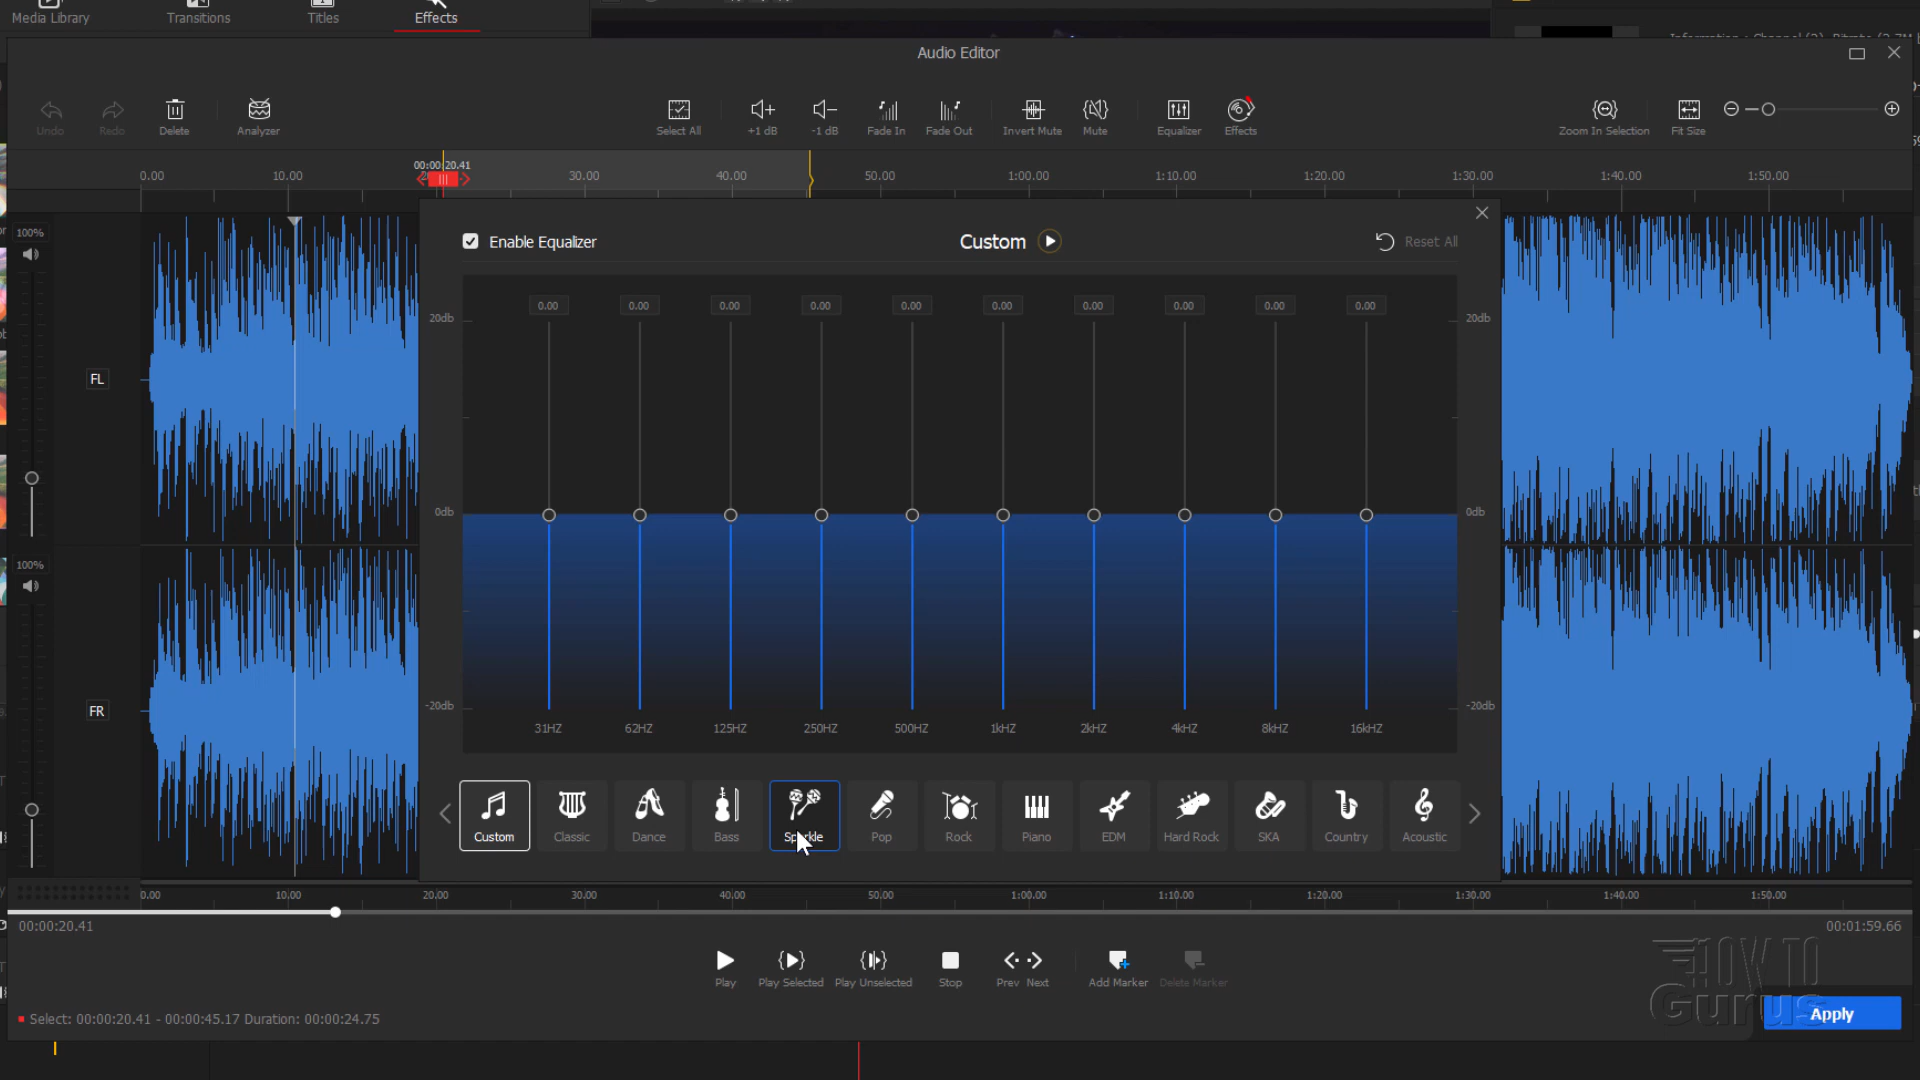 Media Library Transitions Titles Effects
Audio Editor
Undo Redo Delete Analyzer Select All +1 dB -1 dB Fade In Fade Out Invert Mute Mute Equalizer Effects Zoom In Selection Fit Size
00:00:20.41
0.00 10.00 30.00 40.00 50.00 1:00.00 1:10.00 1:20.00 1:30.00 1:40.00 1:50.00
100%
Enable Equalizer Custom Reset All
0.00 0.00 0.00 0.00 0.00 0.00 0.00 0.00 0.00 0.00
20db 20db
FL
0db 0db
100%
-20db -20db
FR
31HZ 62HZ 125HZ 250HZ 500HZ 1kHZ 2kHZ 4kHZ 8kHZ 16kHZ
Custom Classic Dance Bass Sparkle Pop Rock Piano EDM Hard Rock SKA Country Acoustic
0.00 10.00 20.00 30.00 40.00 50.00 1:00.00 1:10.00 1:20.00 1:30.00 1:40.00 1:50.00
00:00:20.41 00:01:59.66
Play Play Selected Play Unselected Stop Prev Next Add Marker Delete Marker
HOW TO
Gurus
Select: 00:00:20.41 - 00:00:45.17 Duration: 00:00:24.75
Apply